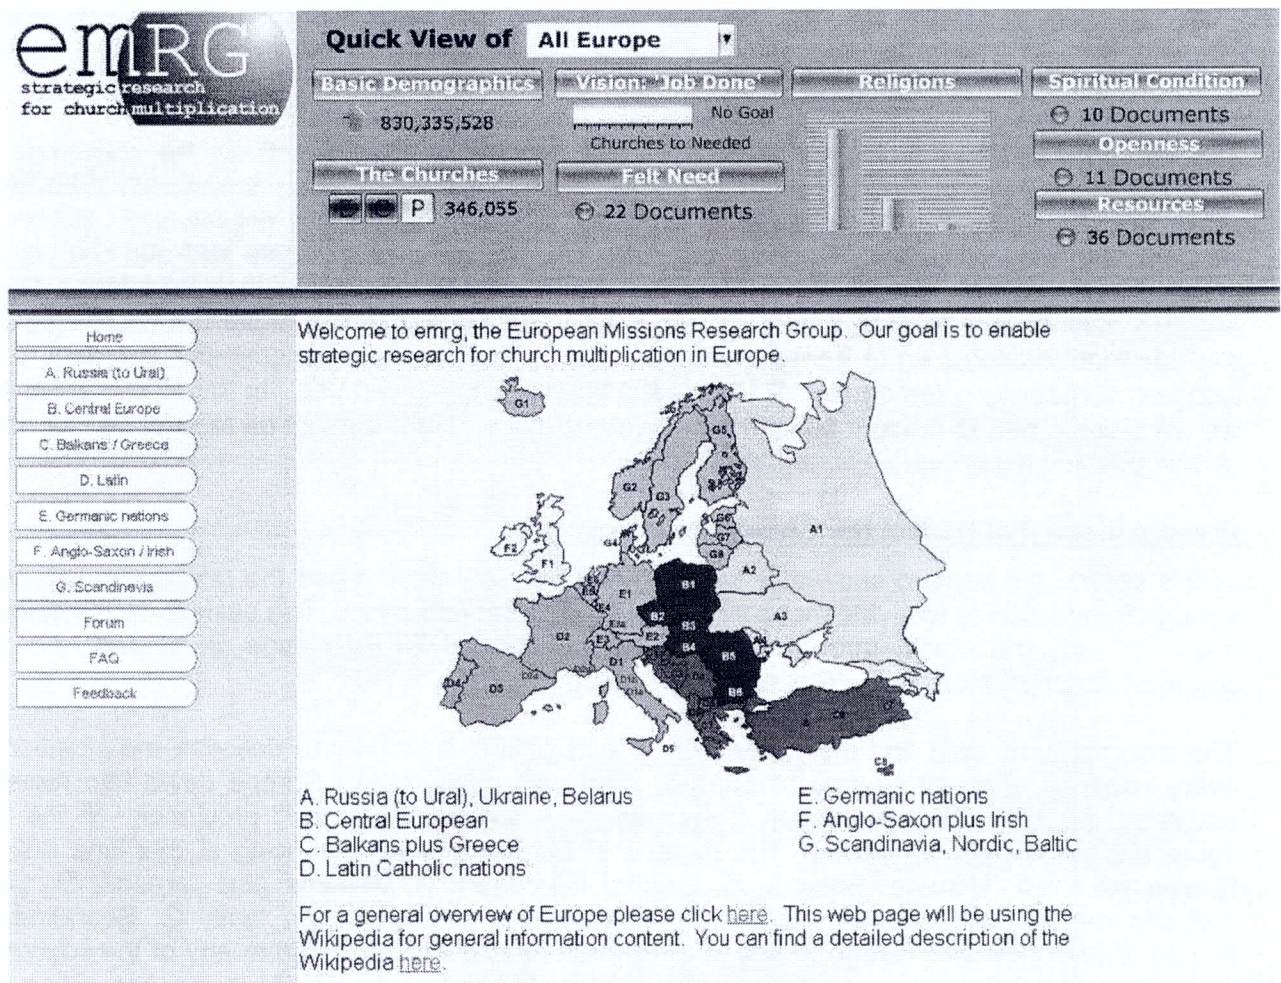 emRG
strategic research
for church multiplication
Quick View of All Europe
Basic Demographics
830,335,528
The Churches
P 346,055
Vision: "Job Done"
No Goal
Churches to Needed
Felt Need
22 Documents
Religions
Spiritual Condition
10 Documents
Openness
11 Documents
Resources
36 Documents
Home
A. Russia (to Ural)
B. Central Europe
C. Balkans / Greece
D. Latin
E. Germanic nations
F. Anglo-Saxon / Irish
G. Scandinavia
Forum
FAQ
Feedback
Welcome to emrg, the European Missions Research Group. Our goal is to enable
strategic research for church multiplication in Europe.
G1
G5
G2
G3
A1
G6
G7
G8
G4
F2
F1
A2
B1
E1
A3
B2
B3
E2
E3
B4
B5
D2
D1
D3
D4
B6
D5
C8
A. Russia (to Ural), Ukraine, Belarus
B. Central European
C. Balkans plus Greece
D. Latin Catholic nations
E. Germanic nations
F. Anglo-Saxon plus Irish
G. Scandinavia, Nordic, Baltic
For a general overview of Europe please click here. This web page will be using the
Wikipedia for general information content. You can find a detailed description of the
Wikipedia here.